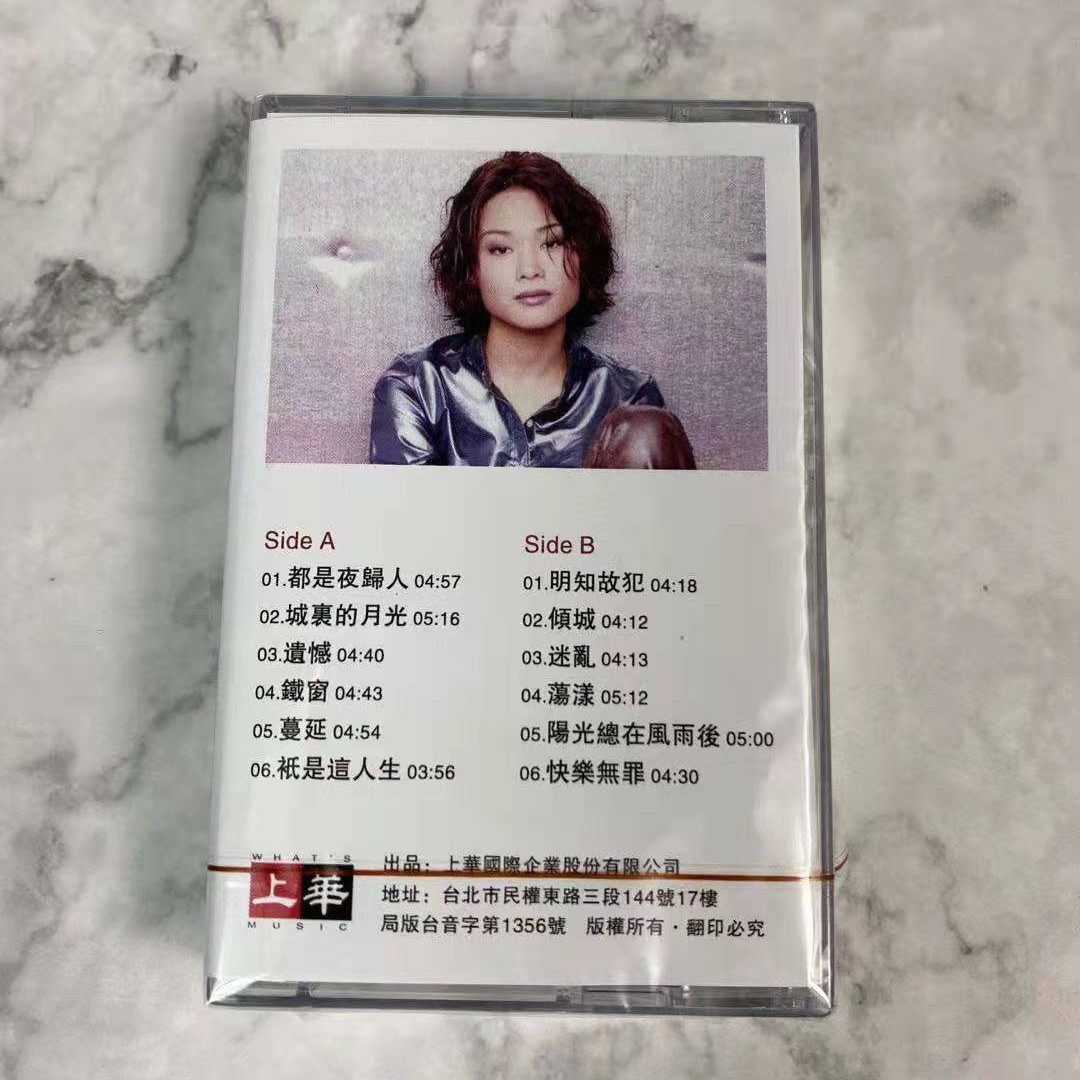 Side A
01.都是夜歸人 04:57
02.城裏的月光 05:16
03.遺憾 04:40
04.鐵窗 04:43
05.蔓延 04:54
06.衹是這人生 03:56
Side B
01.明知故犯 04:18
02.傾城 04:12
03.迷亂 04:13
04.蕩漾 05:12
05.陽光總在風雨後 05:00
06.快樂無罪 04:30
WHAT'S
上華
MUSIC
出品：上華國際企業股份有限公司
地址：台北市民權東路三段144號17樓
局版台音字第1356號 版權所有·翻印必究